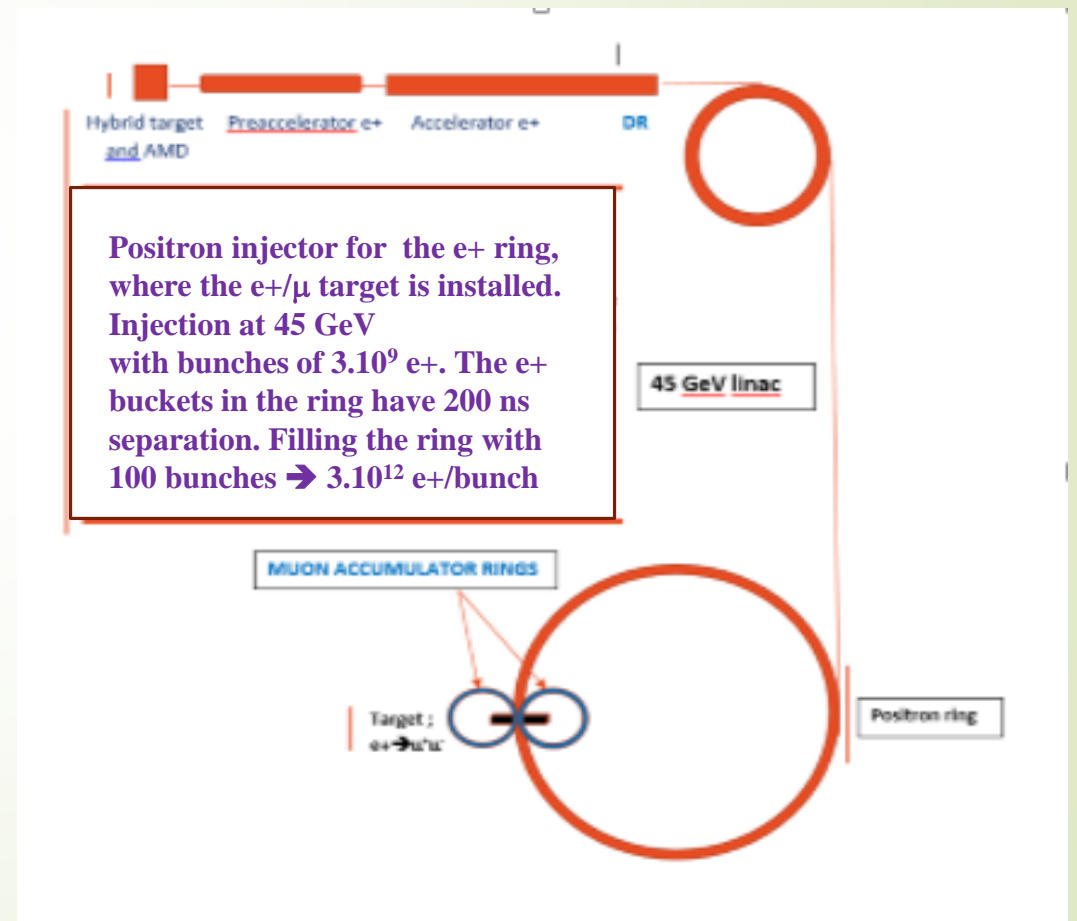 Hybrid target Preaccelerator e+ Accelerator e+ DR
and AMD
Positron injector for the e+ ring,
where the e+/μ target is installed.
Injection at 45 GeV
with bunches of 3.10⁹ e+. The e+
buckets in the ring have 200 ns
separation. Filling the ring with
100 bunches ➔ 3.10¹² e+/bunch
45 GeV linac
MUON ACCUMULATOR RINGS
Target ;
e+➔μ⁺μ⁻
Positron ring